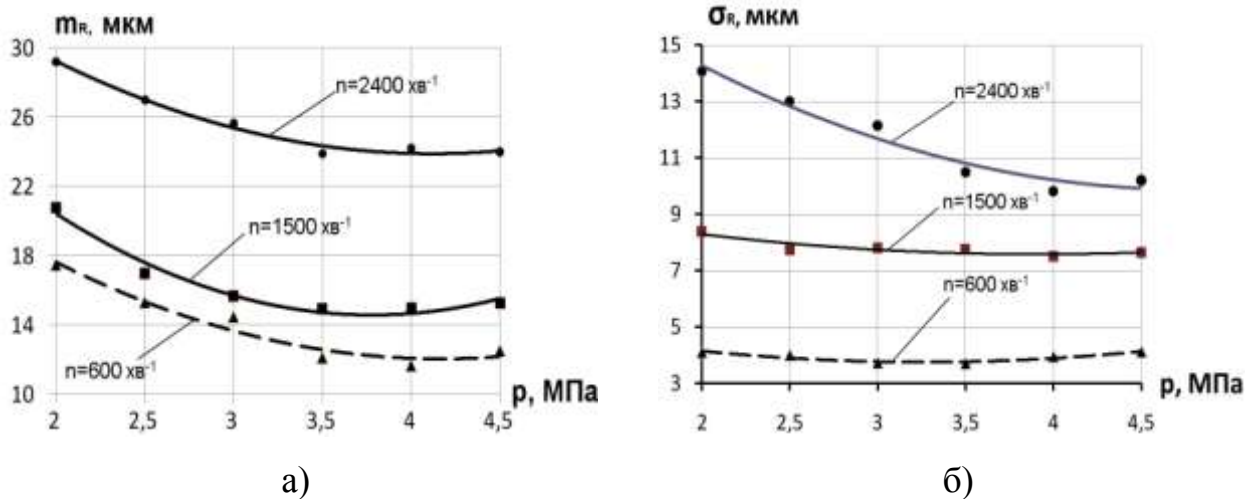 mR, мкм
30
26
22
18
14
10
n=2400 хв-1
n=1500 хв-1
n=600 хв-1
2 2,5 3 3,5 4 4,5
p, МПа
а)
σR, мкм
15
13
11
9
7
5
3
n=2400 хв-1
n=1500 хв-1
n=600 хв-1
2 2,5 3 3,5 4 4,5
p, МПа
б)